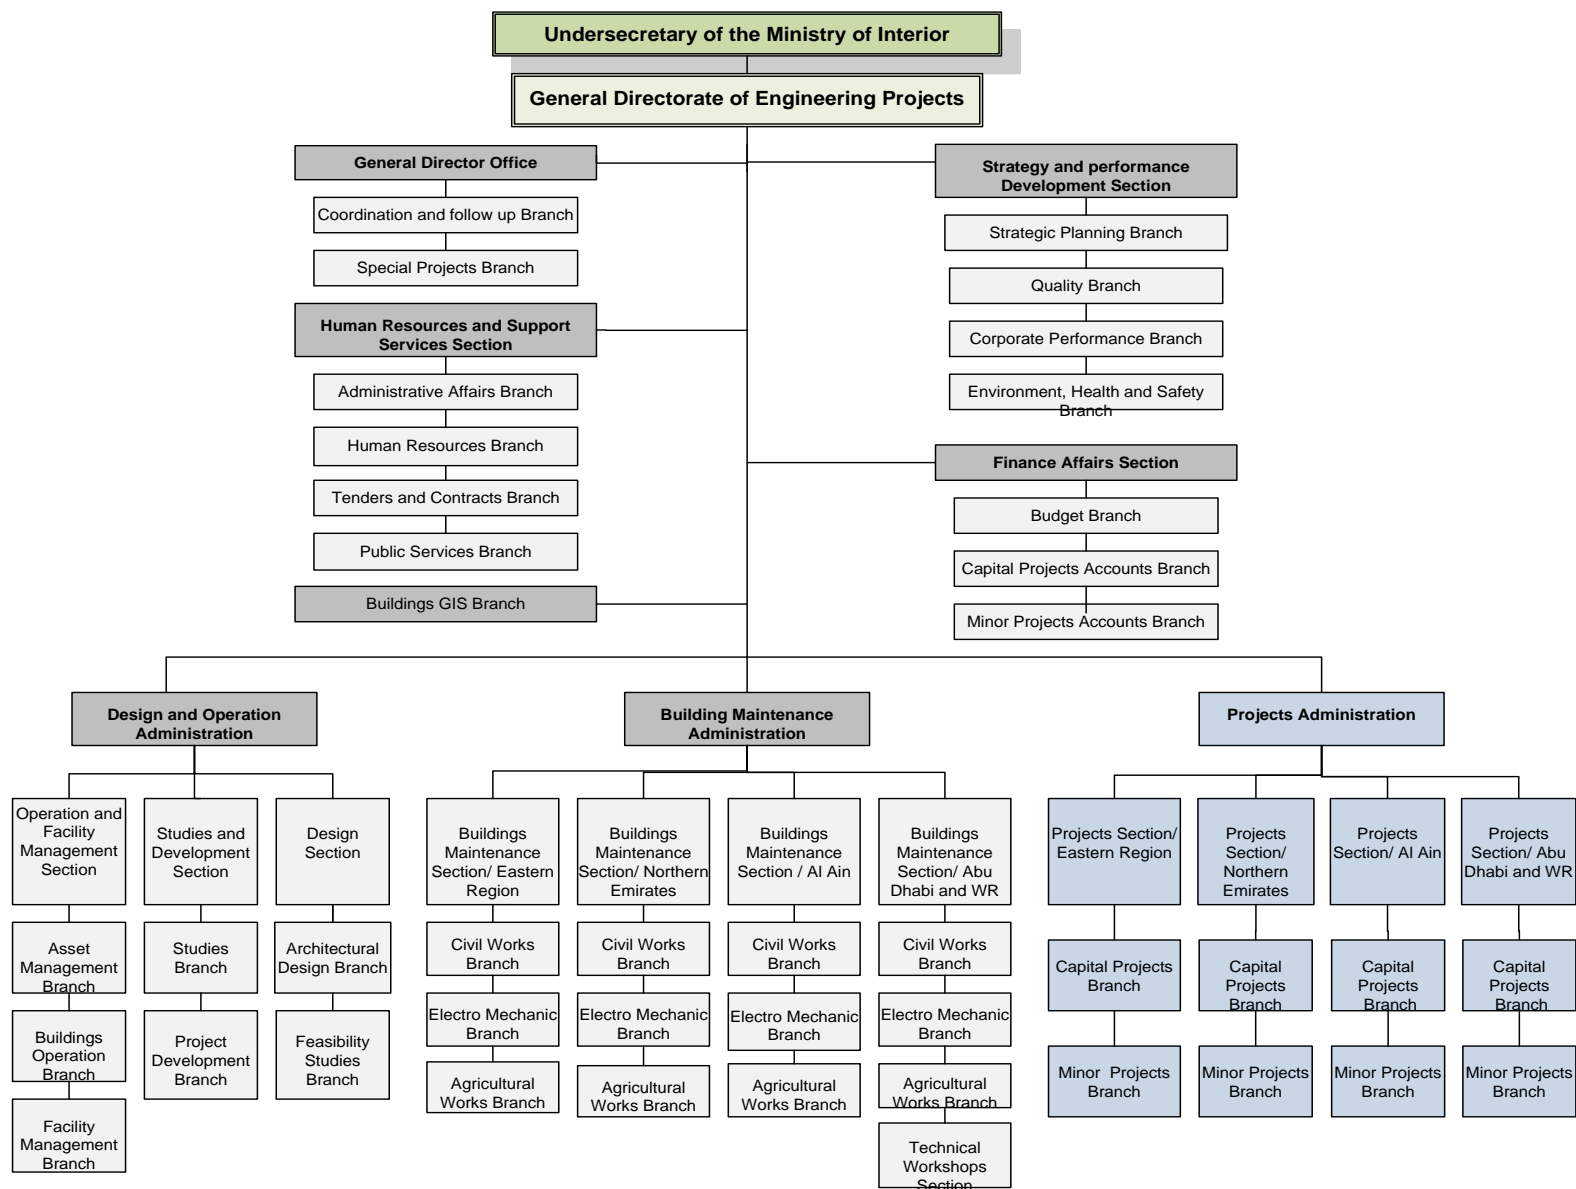 Undersecretary of the Ministry of Interior
General Directorate of Engineering Projects
General Director Office
Coordination and follow up Branch
Special Projects Branch
Human Resources and Support
Services Section
Administrative Affairs Branch
Human Resources Branch
Tenders and Contracts Branch
Public Services Branch
Buildings GIS Branch
Strategy and performance
Development Section
Strategic Planning Branch
Quality Branch
Corporate Performance Branch
Environment, Health and Safety
Branch
Finance Affairs Section
Budget Branch
Capital Projects Accounts Branch
Minor Projects Accounts Branch
Design and Operation
Administration
Operation and
Facility
Management
Section
Asset
Management
Branch
Buildings
Operation
Branch
Facility
Management
Branch
Studies and
Development
Section
Studies
Branch
Project
Development
Branch
Design
Section
Architectural
Design Branch
Feasibility
Studies
Branch
Building Maintenance
Administration
Buildings
Maintenance
Section/ Eastern
Region
Civil Works
Branch
Electro Mechanic
Branch
Agricultural
Works Branch
Buildings
Maintenance
Section/ Northern
Emirates
Civil Works
Branch
Electro Mechanic
Branch
Agricultural
Works Branch
Buildings
Maintenance
Section / Al Ain
Civil Works
Branch
Electro Mechanic
Branch
Agricultural
Works Branch
Buildings
Maintenance
Section/ Abu
Dhabi and WR
Civil Works
Branch
Electro Mechanic
Branch
Agricultural
Works Branch
Technical
Workshops
Section
Projects Administration
Projects Section/
Eastern Region
Capital Projects
Branch
Minor Projects
Branch
Projects
Section/
Northern
Emirates
Capital
Projects
Branch
Minor Projects
Branch
Projects
Section/ Al Ain
Capital
Projects
Branch
Minor Projects
Branch
Projects
Section/ Abu
Dhabi and WR
Capital
Projects
Branch
Minor Projects
Branch